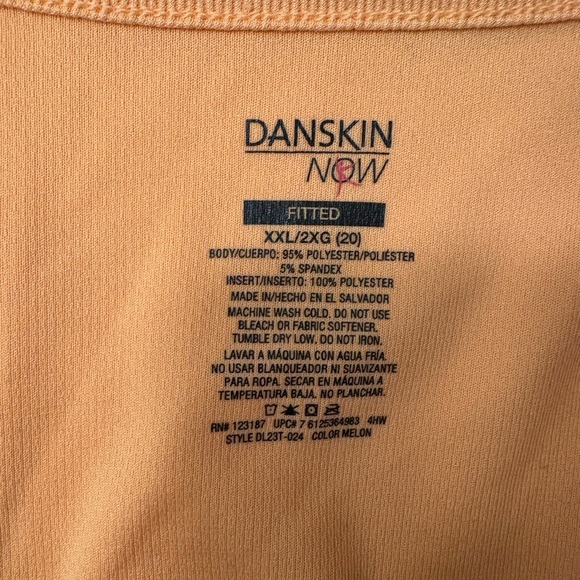 DANSKIN
NOW
FITTED
XXL/2XG (20)
BODY/CUERPO: 95% POLYESTER/POLIÉSTER
5% SPANDEX
INSERT/INSERTO: 100% POLYESTER
MADE IN/HECHO EN EL SALVADOR
MACHINE WASH COLD. DO NOT USE
BLEACH OR FABRIC SOFTENER.
TUMBLE DRY LOW. DO NOT IRON.
LAVAR A MÁQUINA CON AGUA FRÍA.
NO USAR BLANQUEADOR NI SUAVIZANTE
PARA ROPA. SECAR EN MÁQUINA A
TEMPERATURA BAJA. NO PLANCHAR.
RN# 123187 UPC# 7 6125364983 4HW
STYLE DL23T-024 COLOR MELON